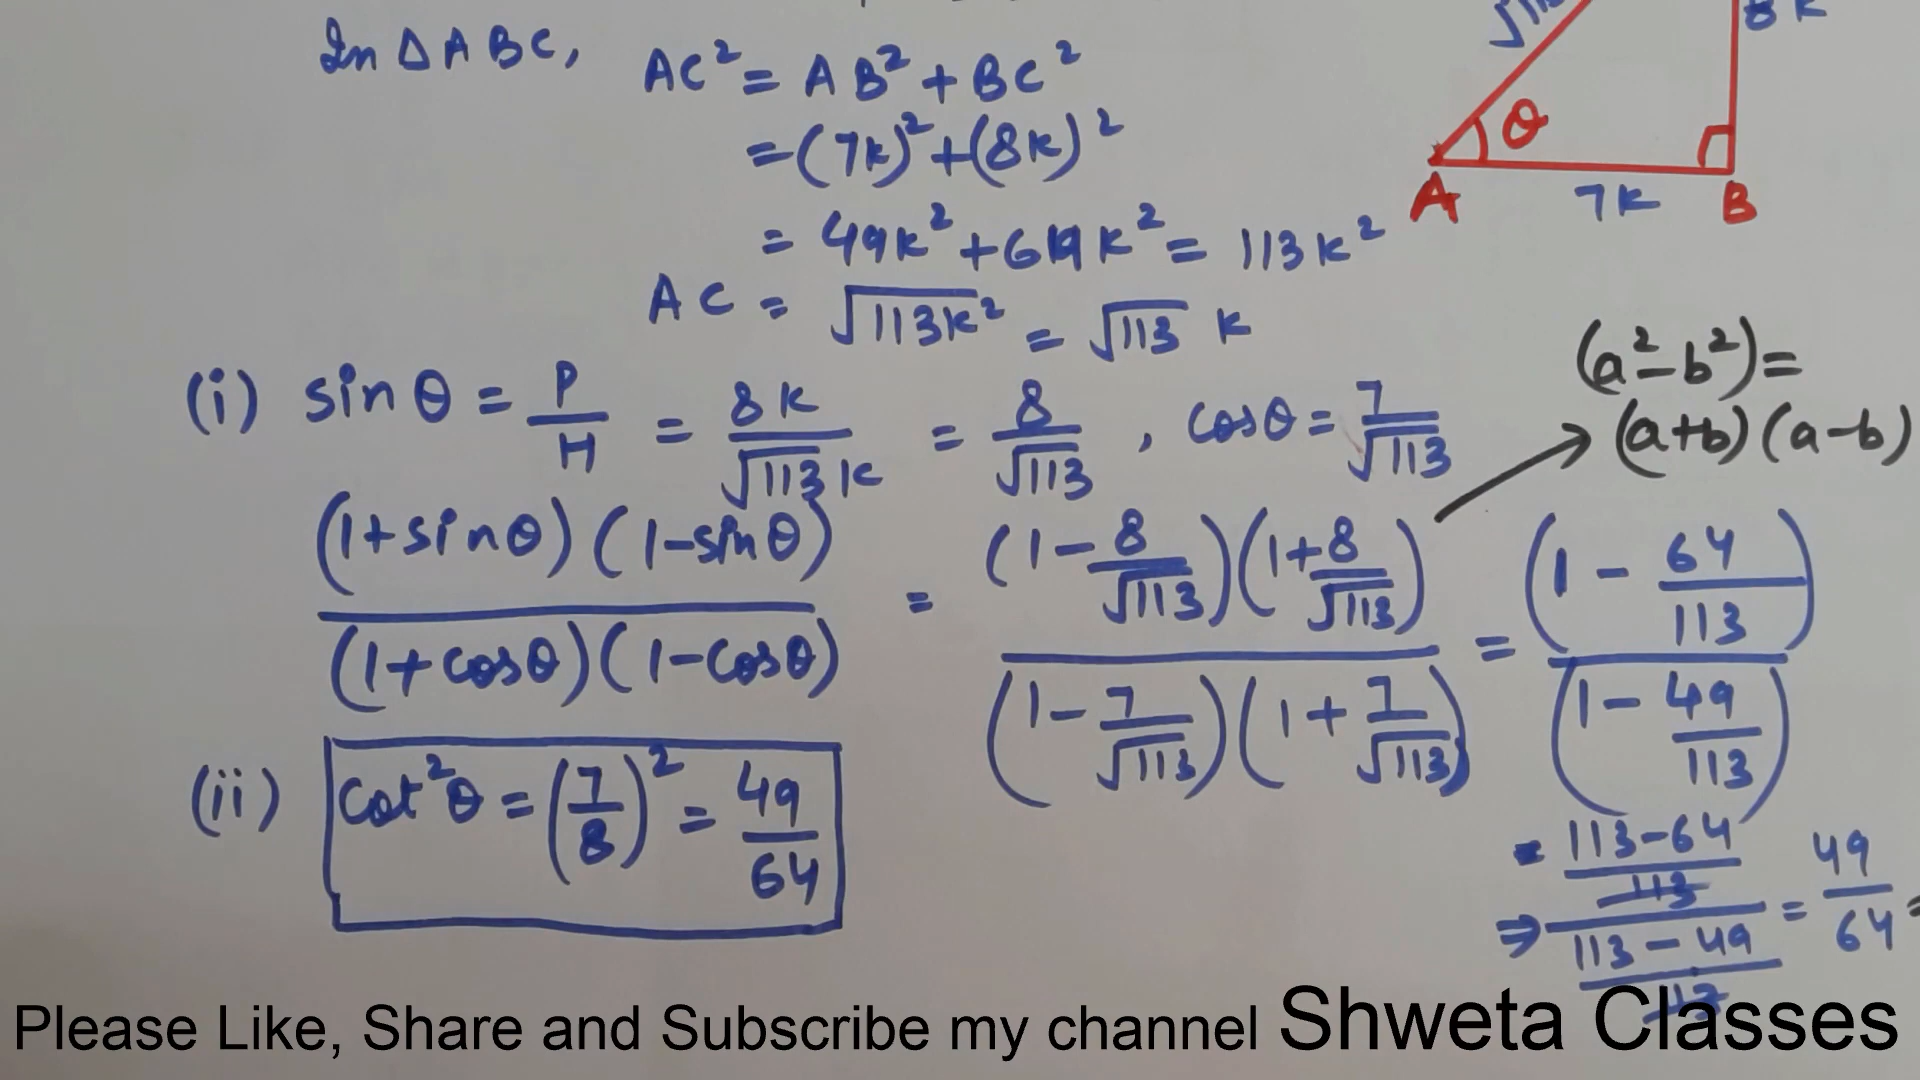 In △ABC, AC² = AB² + BC²
= (7k)² + (8k)²
= 49k² + 64k² = 113k²
AC = √113k² = √113 k
8k
θ
A 7k B
(a² - b²) =
(a+b)(a-b)
(i) sinθ = P/H = 8k/√113 k = 8/√113 , cosθ = 7/√113
(1+sinθ)(1-sinθ)/(1+cosθ)(1-cosθ) = (1 - 8/√113)(1 + 8/√113)/(1 - 7/√113)(1 + 7/√113) = (1 - 64/113)/(1 - 49/113)
= 113-64/113
⇒ 113-49/113 = 49/64 =
(ii) cot²θ = (7/8)² = 49/64
Please Like, Share and Subscribe my channel Shweta Classes